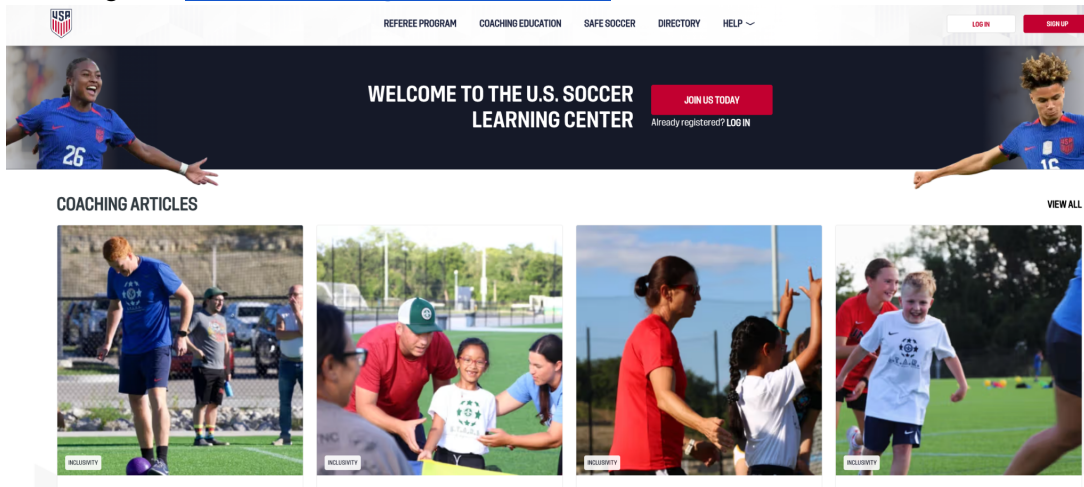 USA
REFEREE PROGRAM
COACHING EDUCATION
SAFE SOCCER
DIRECTORY
HELP
LOG IN
SIGN UP
WELCOME TO THE U.S. SOCCER
LEARNING CENTER
JOIN US TODAY
Already registered? LOG IN
26
16
COACHING ARTICLES
VIEW ALL
INCLUSIVITY
INCLUSIVITY
INCLUSIVITY
INCLUSIVITY